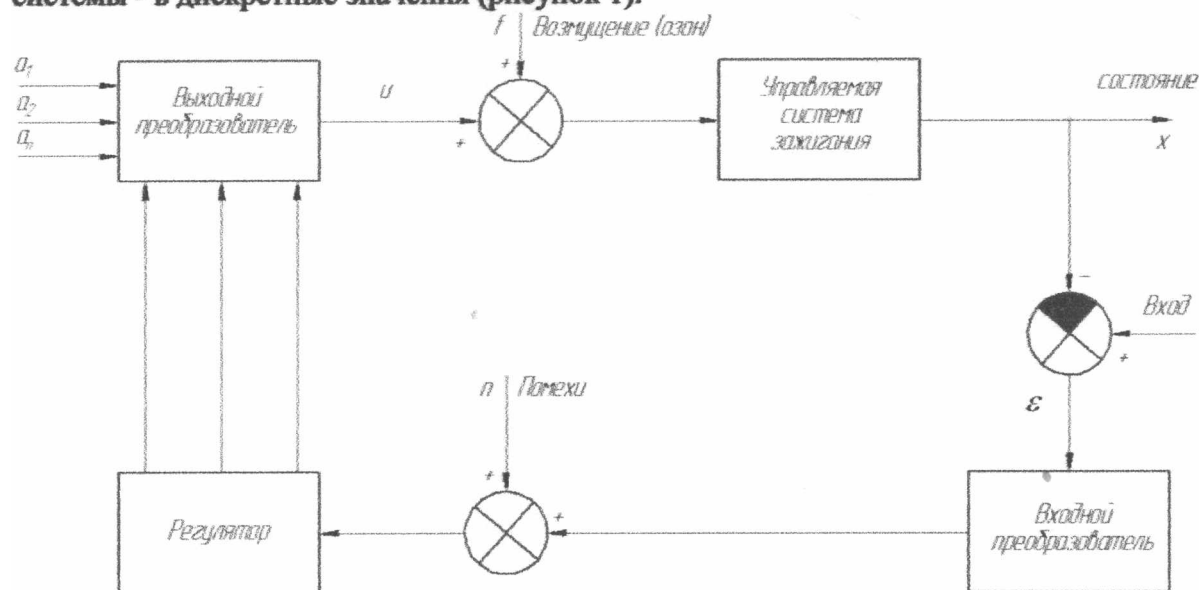 системы - в дискретные значения (рисунок 1).
f Возмущение (озон)
+
a₁
a₂
aₙ
Выходной
преобразователь
u
+
Управляемая
система
зажигания
состояние
x
−
Вход
+
ε
n Помехи
+
+
Регулятор
Входной
преобразователь